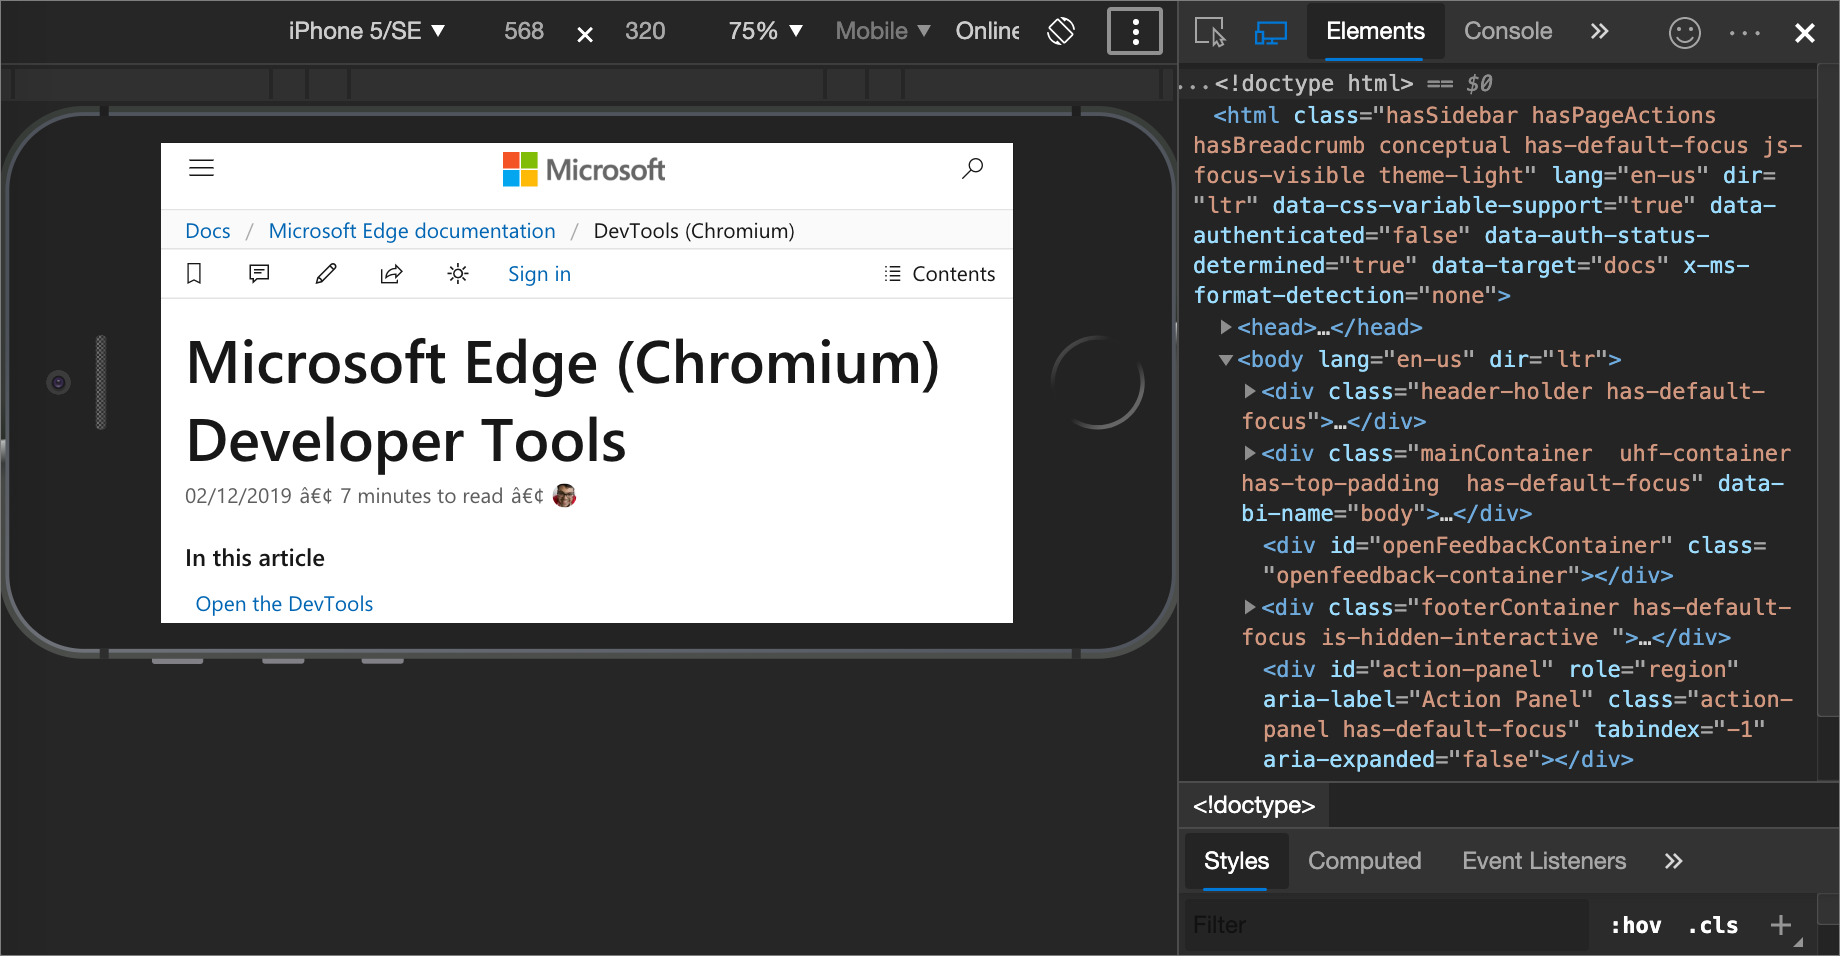 iPhone 5/SE ▼ 568 × 320 75% ▼ Mobile ▼ Online
Microsoft
Docs / Microsoft Edge documentation / DevTools (Chromium)
Sign in
Contents
Microsoft Edge (Chromium)
Developer Tools
02/12/2019 â€¢ 7 minutes to read â€¢
In this article
Open the DevTools
Elements Console »
...<!doctype html> == $0
<html class="hasSidebar hasPageActions
hasBreadcrumb conceptual has-default-focus js-
focus-visible theme-light" lang="en-us" dir=
"ltr" data-css-variable-support="true" data-
authenticated="false" data-auth-status-
determined="true" data-target="docs" x-ms-
format-detection="none">
▶<head>…</head>
▼<body lang="en-us" dir="ltr">
▶<div class="header-holder has-default-
focus">…</div>
▶<div class="mainContainer  uhf-container
has-top-padding  has-default-focus" data-
bi-name="body">…</div>
<div id="openFeedbackContainer" class=
"openfeedback-container"></div>
▶<div class="footerContainer has-default-
focus is-hidden-interactive ">…</div>
<div id="action-panel" role="region"
aria-label="Action Panel" class="action-
panel has-default-focus" tabindex="-1"
aria-expanded="false"></div>
<!doctype>
Styles Computed Event Listeners »
Filter :hov .cls +